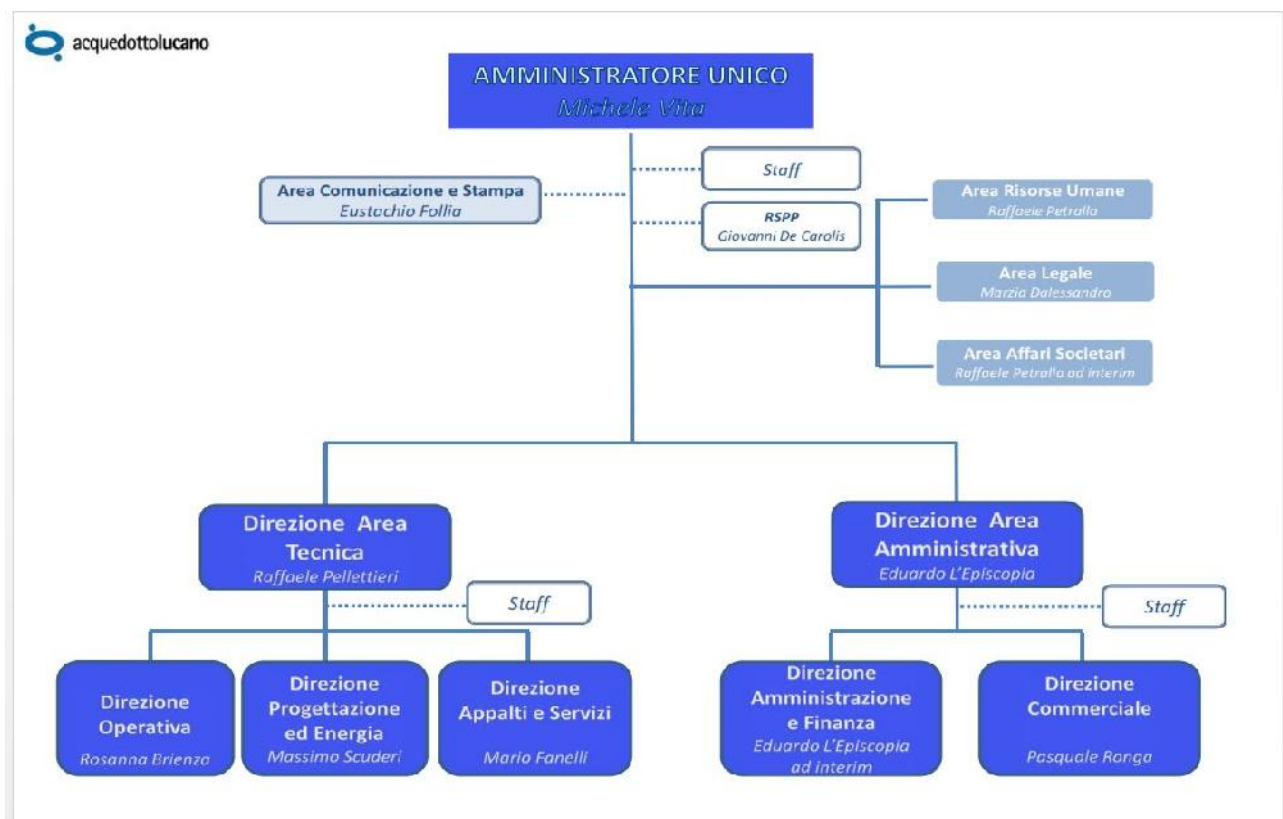 acquedottolucano
AMMINISTRATORE UNICO
Michele Vita
Staff
Area Comunicazione e Stampa
Eustachio Follia
RSPP
Giovanni De Carolis
Area Risorse Umane
Raffaele Petralla
Area Legale
Marzia Dalessandro
Area Affari Societari
Raffaele Petralla ad interim
Direzione Area
Tecnica
Raffaele Pellettieri
Staff
Direzione Area
Amministrativa
Eduardo L'Episcopia
Staff
Direzione
Operativa
Rosanna Brienza
Direzione
Progettazione
ed Energia
Massimo Scuderi
Direzione
Appalti e Servizi
Mario Fanelli
Direzione
Amministrazione
e Finanza
Eduardo L'Episcopia
ad interim
Direzione
Commerciale
Pasquale Ronga